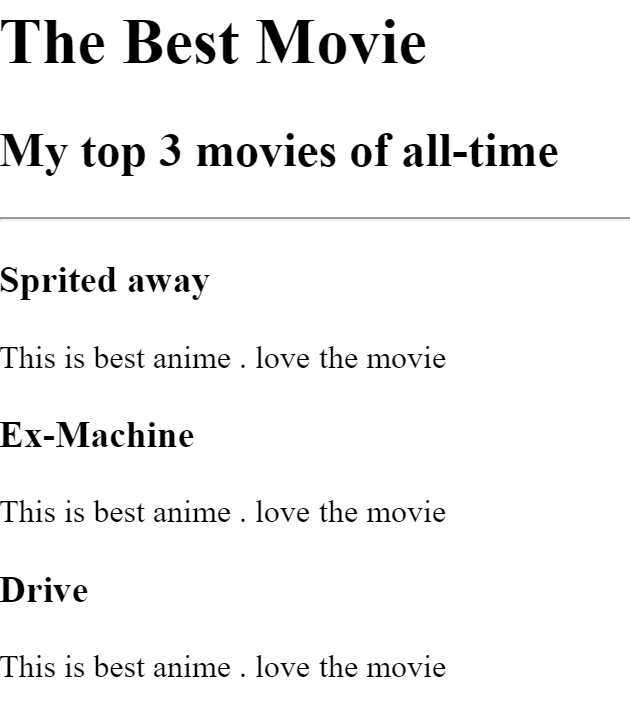 The Best Movie
My top 3 movies of all-time
Sprited away
This is best anime . love the movie
Ex-Machine
This is best anime . love the movie
Drive
This is best anime . love the movie